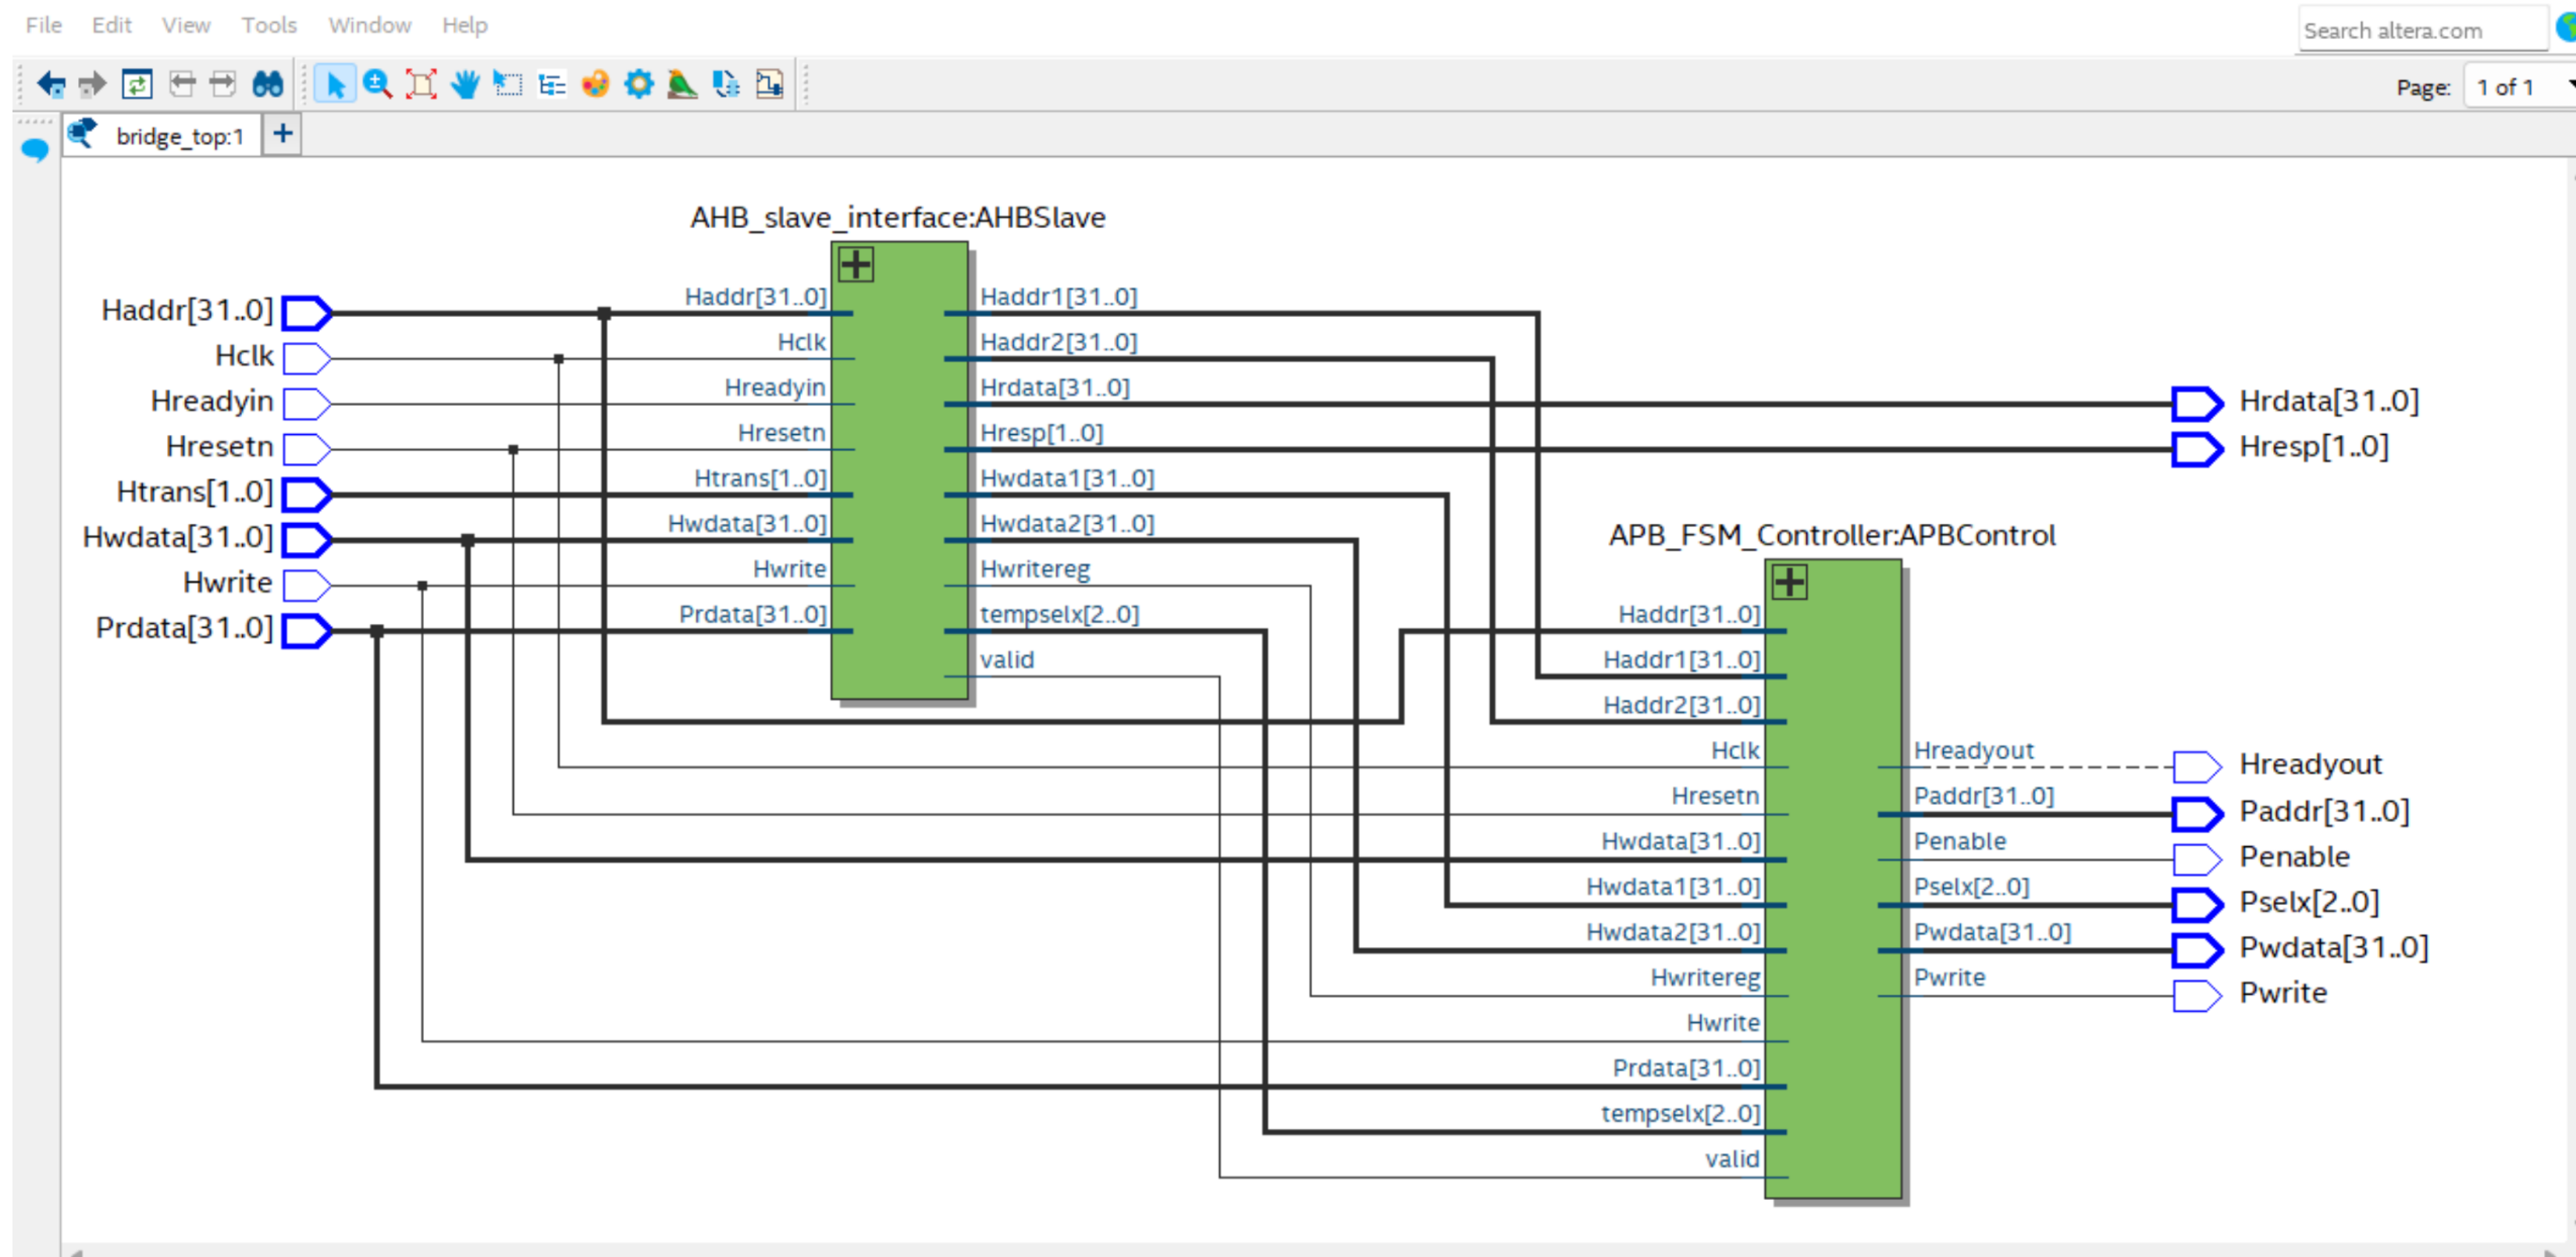 File Edit View Tools Window Help
Search altera.com
Page: 1 of 1
bridge_top:1
AHB_slave_interface:AHBSlave
Haddr[31..0]
Hclk
Hreadyin
Hresetn
Htrans[1..0]
Hwdata[31..0]
Hwrite
Prdata[31..0]
Haddr[31..0]
Hclk
Hreadyin
Hresetn
Htrans[1..0]
Hwdata[31..0]
Hwrite
Prdata[31..0]
Haddr1[31..0]
Haddr2[31..0]
Hrdata[31..0]
Hresp[1..0]
Hwdata1[31..0]
Hwdata2[31..0]
Hwritereg
tempselx[2..0]
valid
Hrdata[31..0]
Hresp[1..0]
APB_FSM_Controller:APBControl
Haddr[31..0]
Haddr1[31..0]
Haddr2[31..0]
Hclk
Hresetn
Hwdata[31..0]
Hwdata1[31..0]
Hwdata2[31..0]
Hwritereg
Hwrite
Prdata[31..0]
tempselx[2..0]
valid
Hreadyout
Paddr[31..0]
Penable
Pselx[2..0]
Pwdata[31..0]
Pwrite
Hreadyout
Paddr[31..0]
Penable
Pselx[2..0]
Pwdata[31..0]
Pwrite